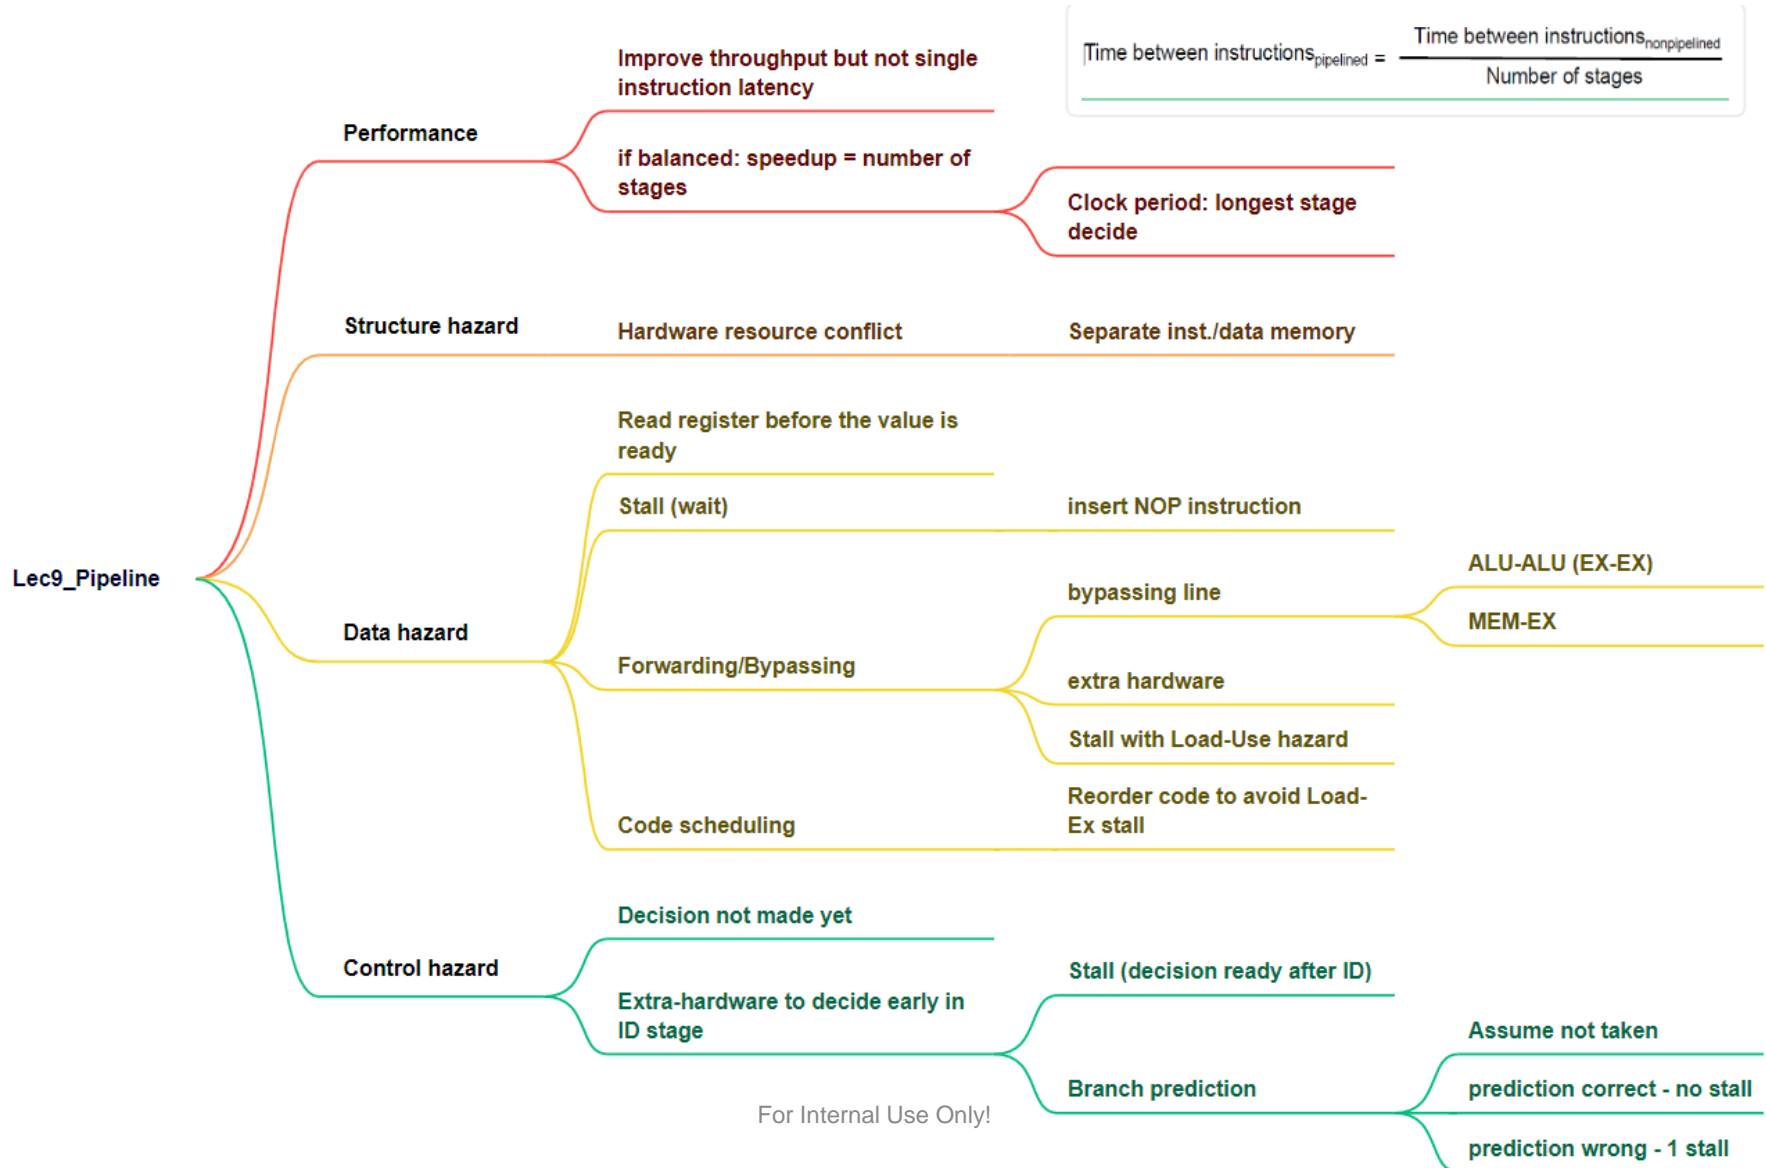 Time between instructionspipelined = Time between instructionsnonpipelined
Number of stages
Lec9_Pipeline
Performance
Improve throughput but not single
instruction latency
if balanced: speedup = number of
stages
Clock period: longest stage
decide
Structure hazard
Hardware resource conflict
Separate inst./data memory
Data hazard
Read register before the value is
ready
Stall (wait)
insert NOP instruction
Forwarding/Bypassing
bypassing line
ALU-ALU (EX-EX)
MEM-EX
extra hardware
Stall with Load-Use hazard
Code scheduling
Reorder code to avoid Load-
Ex stall
Control hazard
Decision not made yet
Extra-hardware to decide early in
ID stage
Stall (decision ready after ID)
Branch prediction
Assume not taken
prediction correct - no stall
prediction wrong - 1 stall
For Internal Use Only!